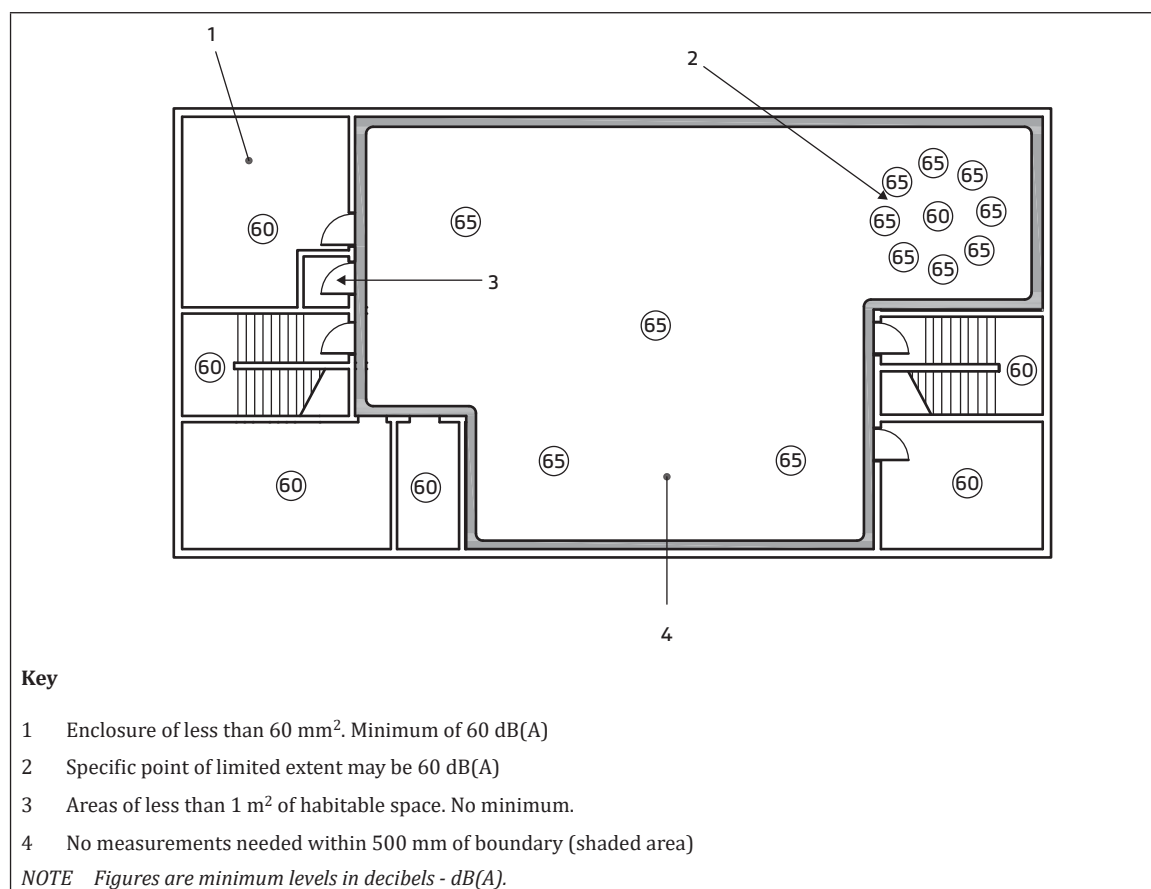 1
2
65
65 65
60 65 65 60 65
65 65
3 65
65
60 60
65 65
60 60 60
4
Key
1 Enclosure of less than 60 mm². Minimum of 60 dB(A)
2 Specific point of limited extent may be 60 dB(A)
3 Areas of less than 1 m² of habitable space. No minimum.
4 No measurements needed within 500 mm of boundary (shaded area)
NOTE Figures are minimum levels in decibels - dB(A).